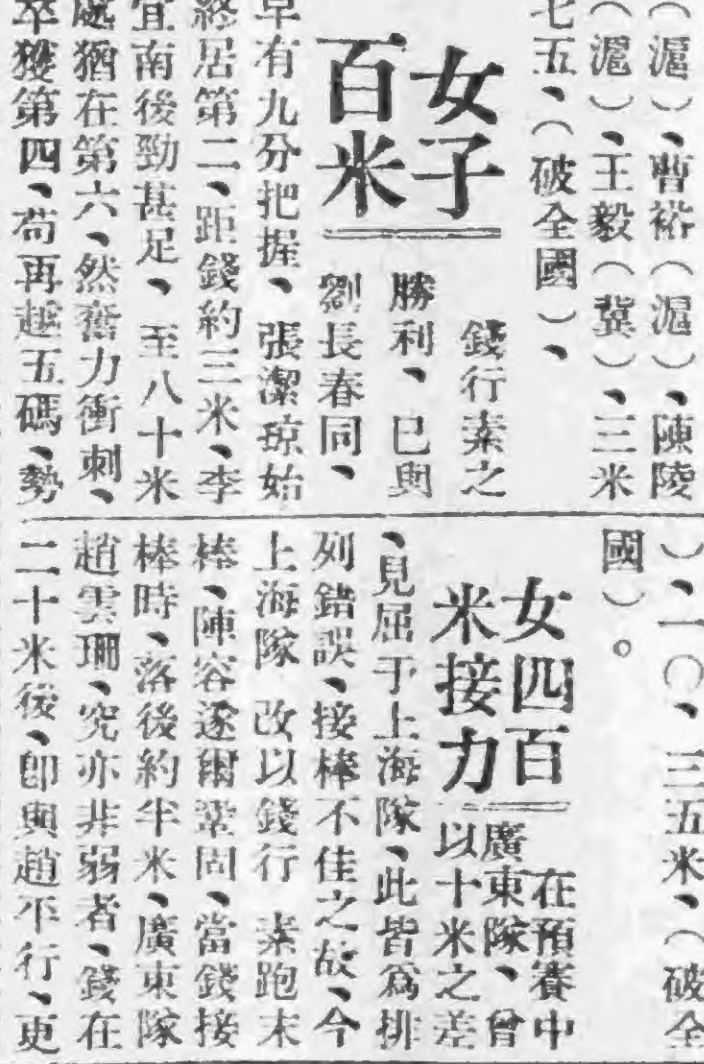 （滬）、曹裕（滬）、陳陵
（滬）、王毅（冀）、三米
七五、（破全國）、
女子
百米
錢行素之
勝利、已與
劉長春同、
早有九分把握、張潔琼始
終居第二、距錢約三米、李
宜南後勁甚足、至八十米
處猶在第六、然奮力衝刺、
卒獲第四、苟再越五碼、勢
）、一〇、三五米、（破全
國）。
女四百
米接力
在預賽中
廣東隊、曾
以十米之差
、見屈于上海隊、此皆爲排
列錯誤、接棒不佳之故、今
上海隊 改以錢行 素跑末
棒、陣容遂爾鞏固、當錢接
棒時、落後約半米、廣東隊
趙雲珊、究亦非弱者、錢在
二十米後、卽與趙平行、更